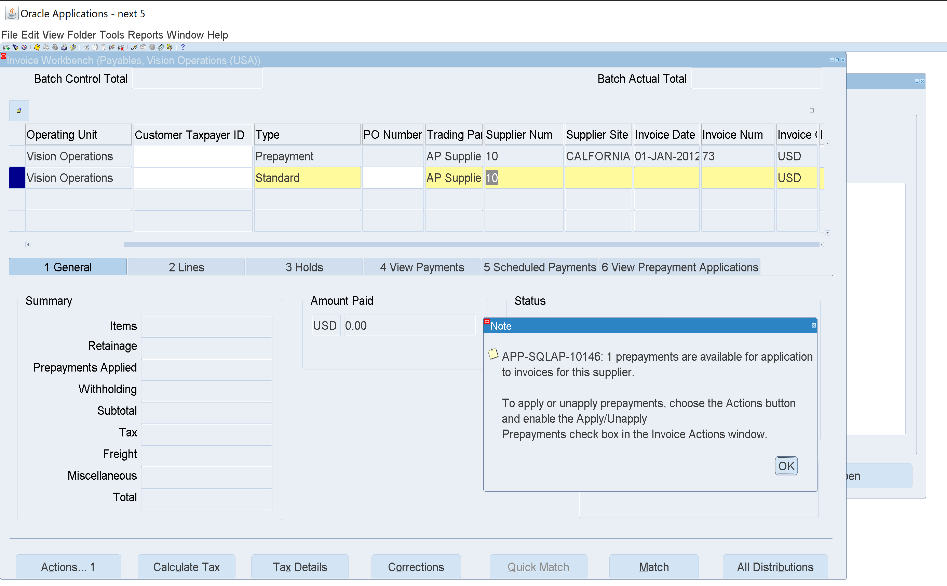 Oracle Applications - next 5
File Edit View Folder Tools Reports Window Help
Invoice Workbench (Payables, Vision Operations (USA))
Batch Control Total Batch Actual Total
Operating Unit Customer Taxpayer ID Type PO Number Trading Pa Supplier Num Supplier Site Invoice Date Invoice Num Invoice
Vision Operations Prepayment AP Supplie 10 CALFORNIA 01-JAN-2012 73 USD
Vision Operations Standard AP Supplie 10 USD
1 General 2 Lines 3 Holds 4 View Payments 5 Scheduled Payments 6 View Prepayment Applications
Summary Amount Paid Status
Items USD 0.00
Retainage
Prepayments Applied
Withholding
Subtotal
Tax
Freight
Miscellaneous
Total
Note
APP-SQLAP-10146: 1 prepayments are available for application
to invoices for this supplier.
To apply or unapply prepayments, choose the Actions button
and enable the Apply/Unapply
Prepayments check box in the Invoice Actions window.
OK
pen
Actions... 1 Calculate Tax Tax Details Corrections Quick Match Match All Distributions